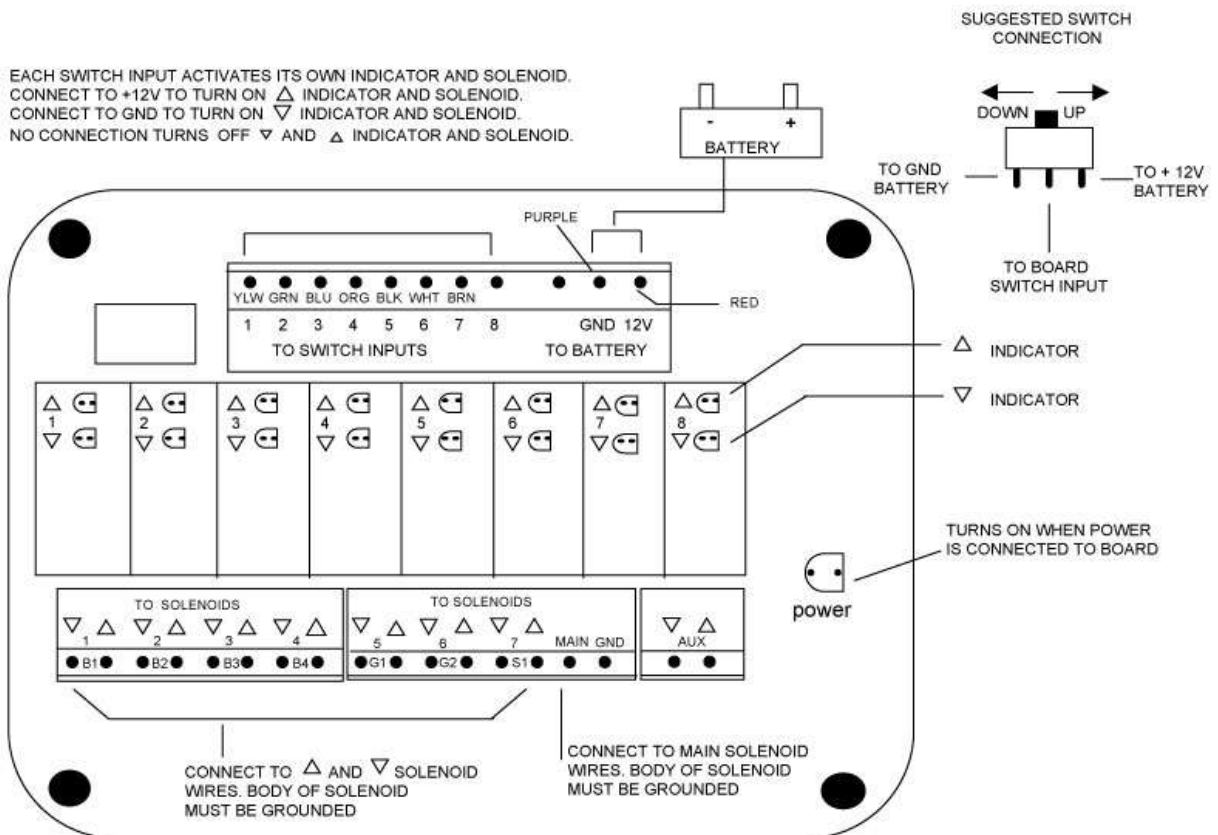 SUGGESTED SWITCH
CONNECTION
EACH SWITCH INPUT ACTIVATES ITS OWN INDICATOR AND SOLENOID.
CONNECT TO +12V TO TURN ON △ INDICATOR AND SOLENOID.
CONNECT TO GND TO TURN ON ▽ INDICATOR AND SOLENOID.
NO CONNECTION TURNS OFF ▽ AND △ INDICATOR AND SOLENOID.
DOWN UP
- +
BATTERY
TO GND
BATTERY
TO + 12V
BATTERY
TO BOARD
SWITCH INPUT
PURPLE
RED
YLW GRN BLU ORG BLK WHT BRN
1 2 3 4 5 6 7 8 GND 12V
TO SWITCH INPUTS TO BATTERY
△ INDICATOR
▽ INDICATOR
△ △ △ △ △ △ △ △
1 2 3 4 5 6 7 8
▽ ▽ ▽ ▽ ▽ ▽ ▽ ▽
TURNS ON WHEN POWER
IS CONNECTED TO BOARD
power
TO SOLENOIDS
▽ 1 △ ▽ 2 △ ▽ 3 △ ▽ 4 △
B1 B2 B3 B4
TO SOLENOIDS
▽ 5 △ ▽ 6 △ ▽ 7 △ MAIN GND
G1 G2 S1
▽ △
AUX
CONNECT TO △ AND ▽ SOLENOID
WIRES. BODY OF SOLENOID
MUST BE GROUNDED
CONNECT TO MAIN SOLENOID
WIRES. BODY OF SOLENOID
MUST BE GROUNDED